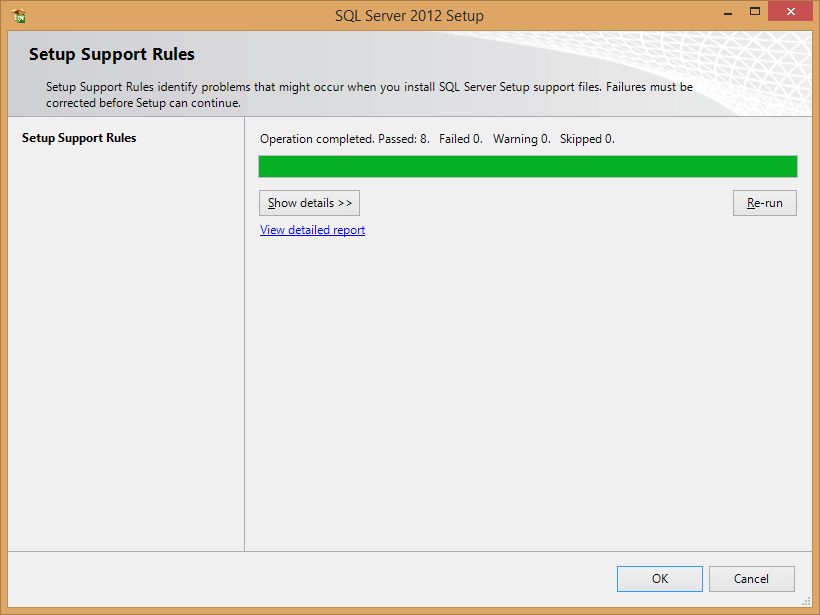 SQL Server 2012 Setup
Setup Support Rules
Setup Support Rules identify problems that might occur when you install SQL Server Setup support files. Failures must be
corrected before Setup can continue.
Setup Support Rules
Operation completed. Passed: 8. Failed 0. Warning 0. Skipped 0.
Show details >>
Re-run
View detailed report
OK
Cancel